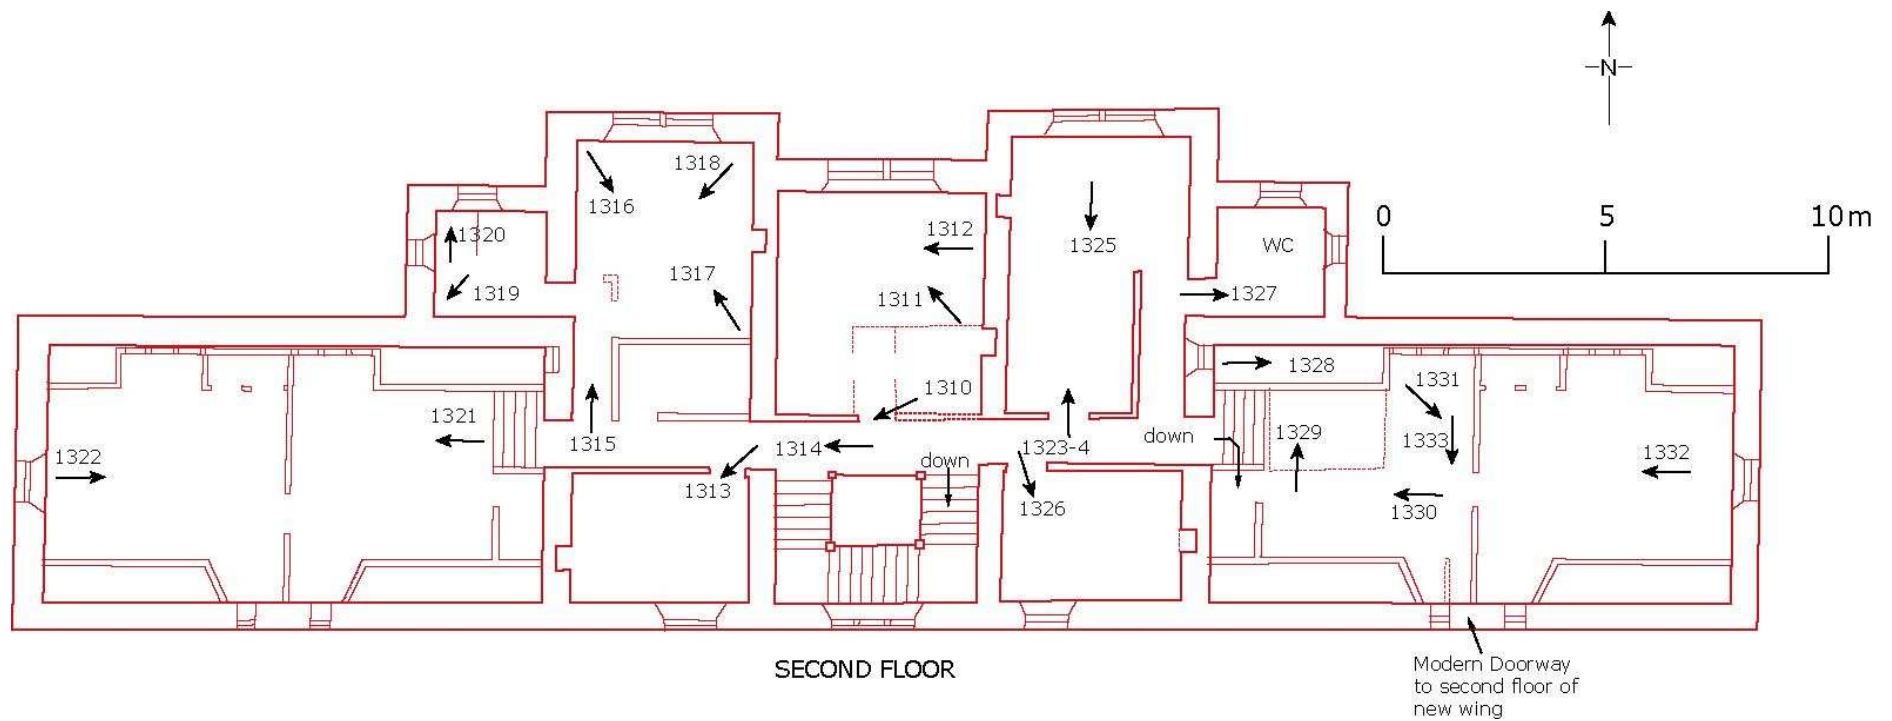 N
0 5 10m
1318
1316
1312
1320
1325
WC
1317
1319
1311
1327
1328
1310
1331
1321
1315
1314
1323-4
down
1329
1333
1322
down
1332
1313
1326
1330
SECOND FLOOR
Modern Doorway
to second floor of
new wing